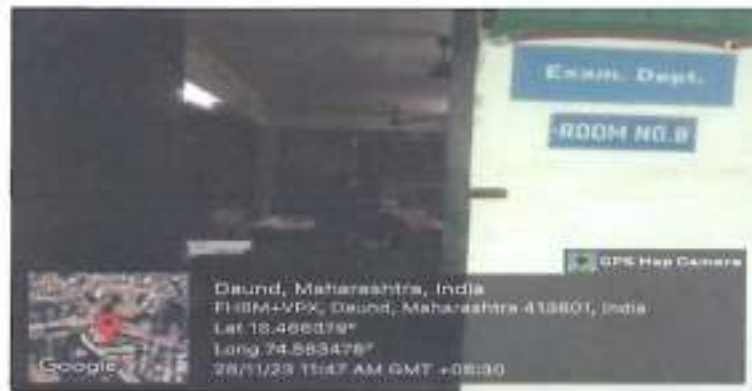 Exam. Dept.
-ROOM NO.8
GPS Map Camera
Daund, Maharashtra, India
Daund, Maharashtra 413801, India
Lat 18.466379°
Long 74.583478°
28/11/23 11:47 AM GMT +05:30
Google